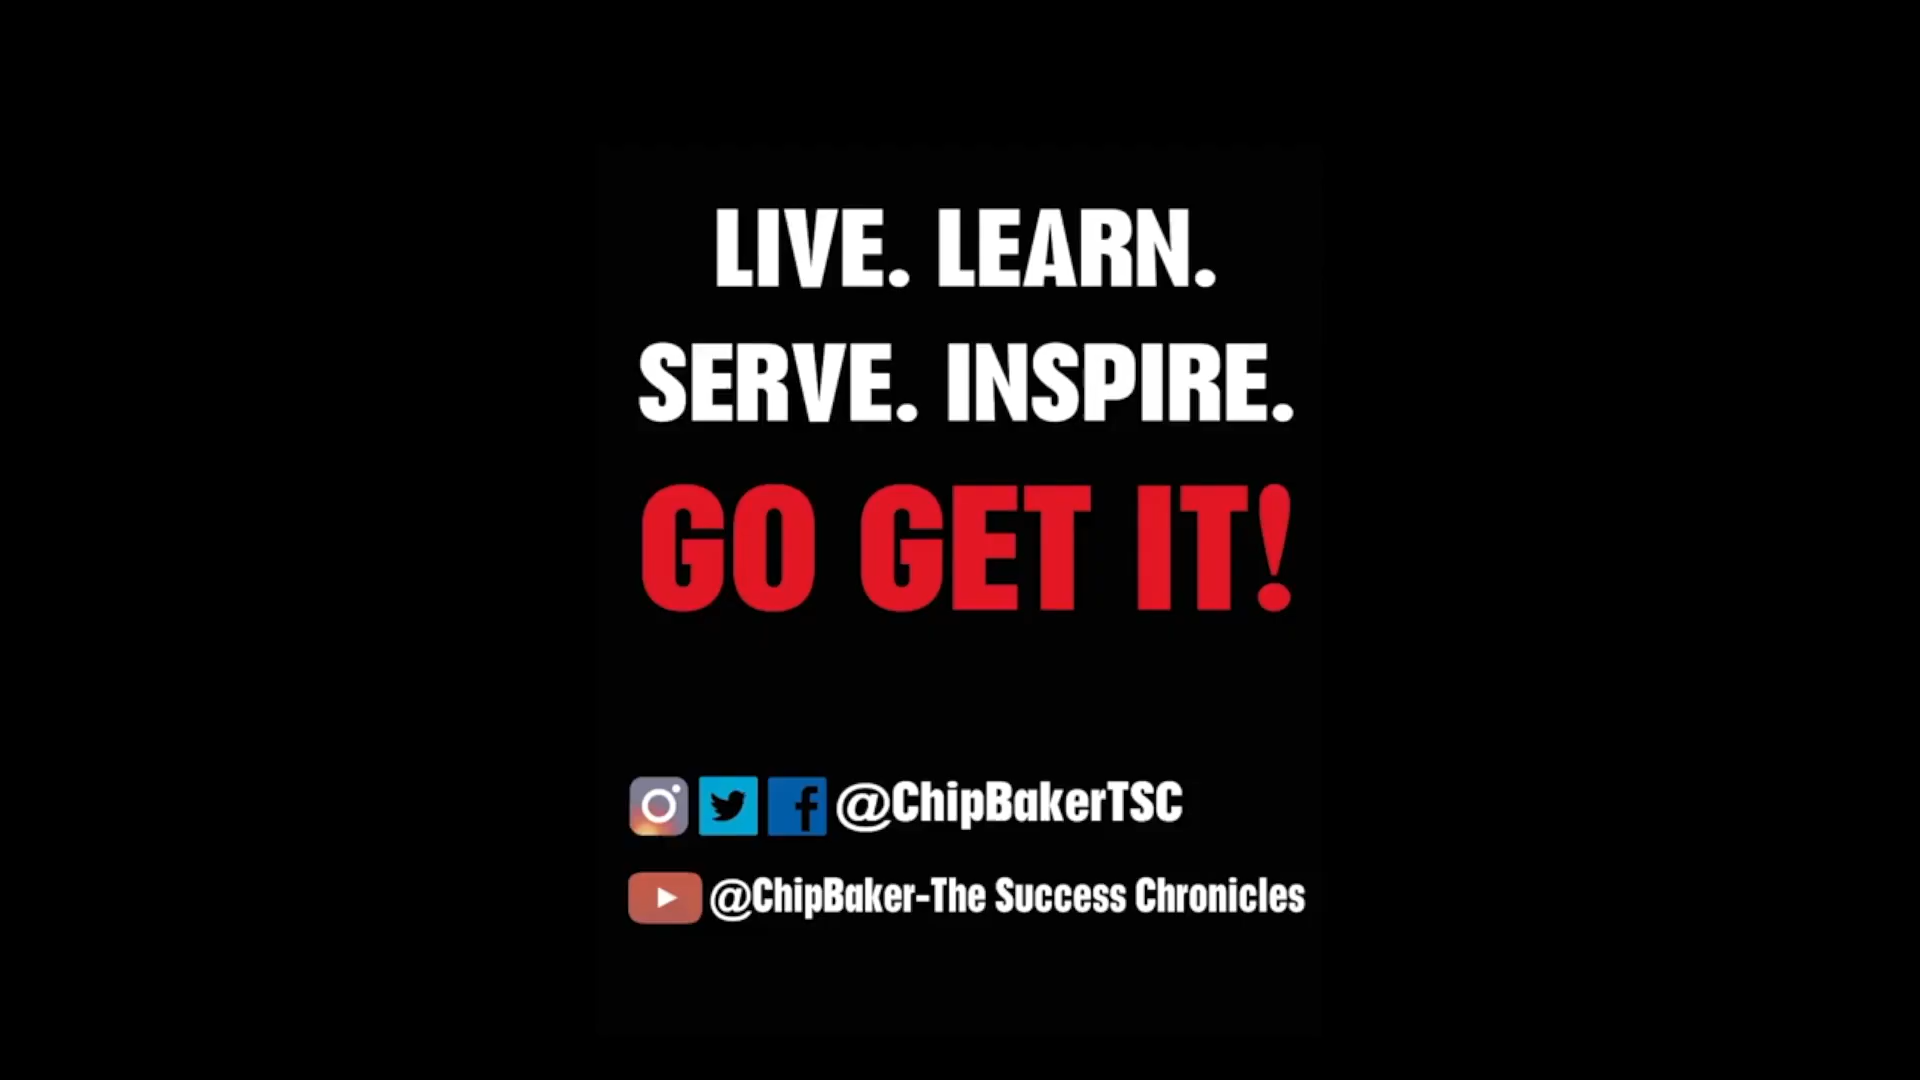 LIVE. LEARN.
SERVE. INSPIRE.
GO GET IT!
@ChipBakerTSC
@ChipBaker-The Success Chronicles